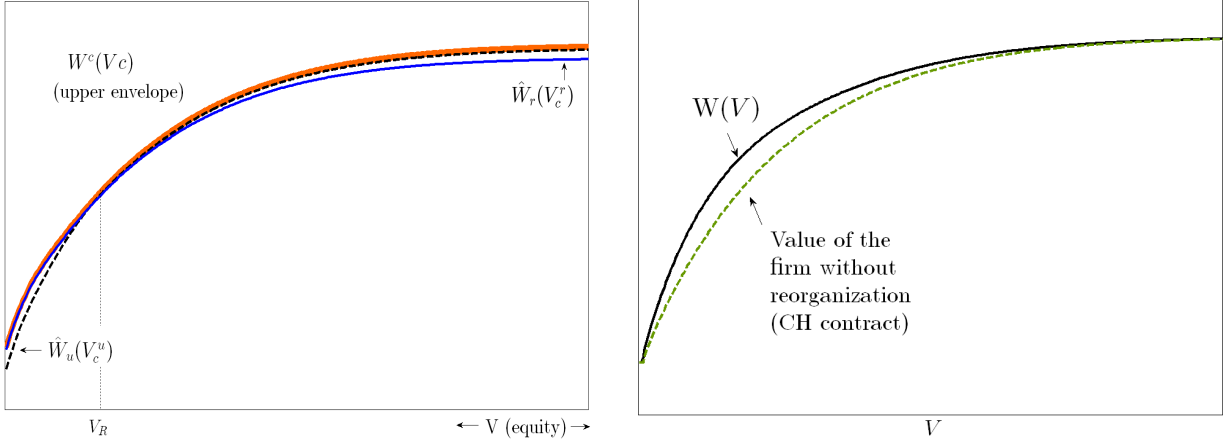 W^c(Vc)
(upper envelope)
Ŵ_r(V_c^r)
Ŵ_u(V_c^u)
V_R
V (equity)
W(V)
Value of the
firm without
reorganization
(CH contract)
V